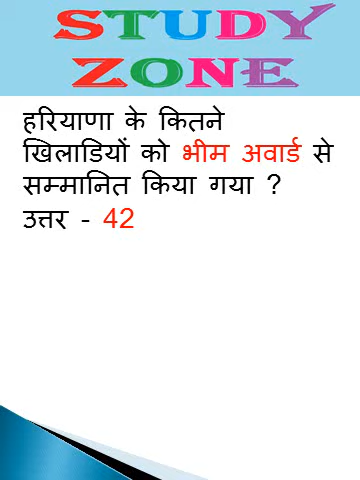 STUDY
ZONE
हरियाणा के कितने
खिलाडियों को भीम अवार्ड से
सम्मानित किया गया ?
उत्तर - 42